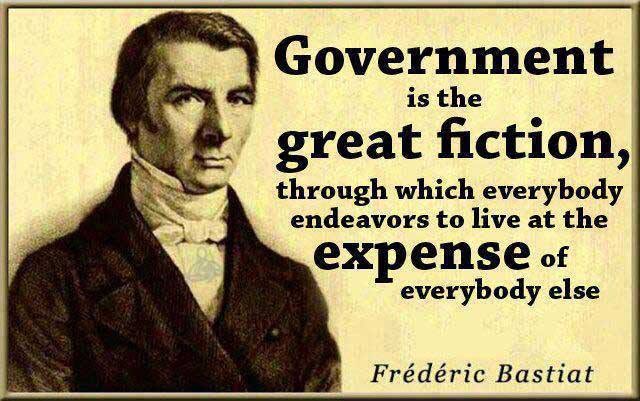 Government
is the
great fiction,
through which everybody
endeavors to live at the
expense of
everybody else
Frédéric Bastiat